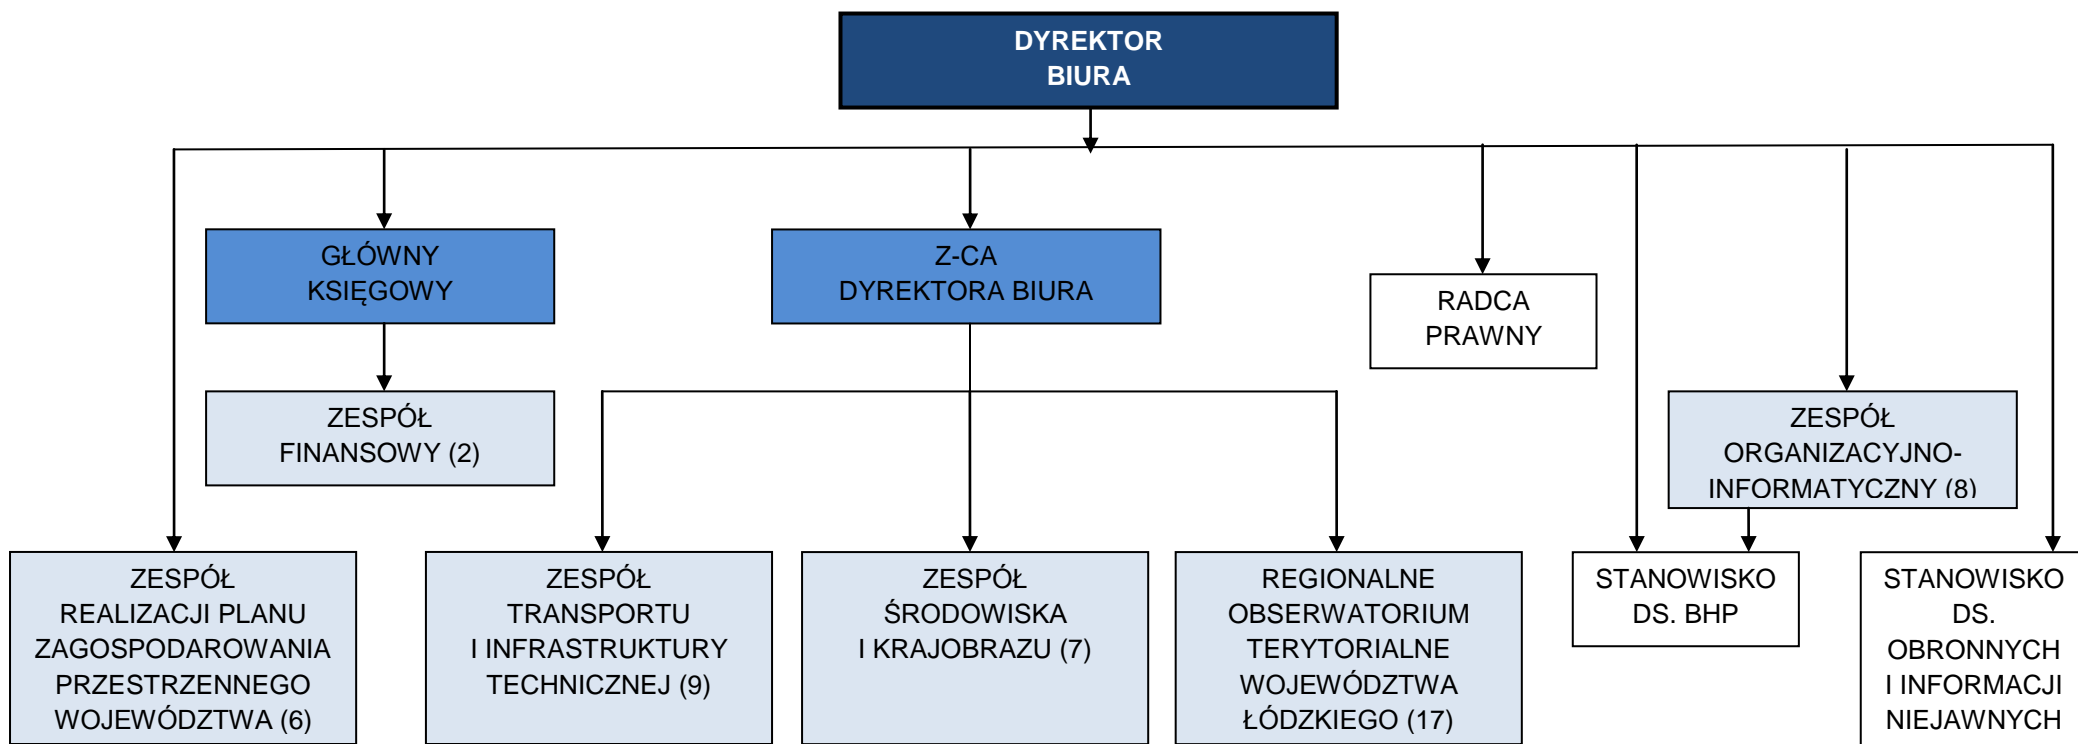 DYREKTOR
BIURA
GŁÓWNY
KSIĘGOWY
Z-CA
DYREKTORA BIURA
RADCA
PRAWNY
ZESPÓŁ
FINANSOWY (2)
ZESPÓŁ
ORGANIZACYJNO-
INFORMATYCZNY (8)
ZESPÓŁ
REALIZACJI PLANU
ZAGOSPODAROWANIA
PRZESTRZENNEGO
WOJEWÓDZTWA (6)
ZESPÓŁ
TRANSPORTU
I INFRASTRUKTURY
TECHNICZNEJ (9)
ZESPÓŁ
ŚRODOWISKA
I KRAJOBRAZU (7)
REGIONALNE
OBSERWATORIUM
TERYTORIALNE
WOJEWÓDZTWA
ŁÓDZKIEGO (17)
STANOWISKO
DS. BHP
STANOWISKO
DS.
OBRONNYCH
I INFORMACJI
NIEJAWNYCH